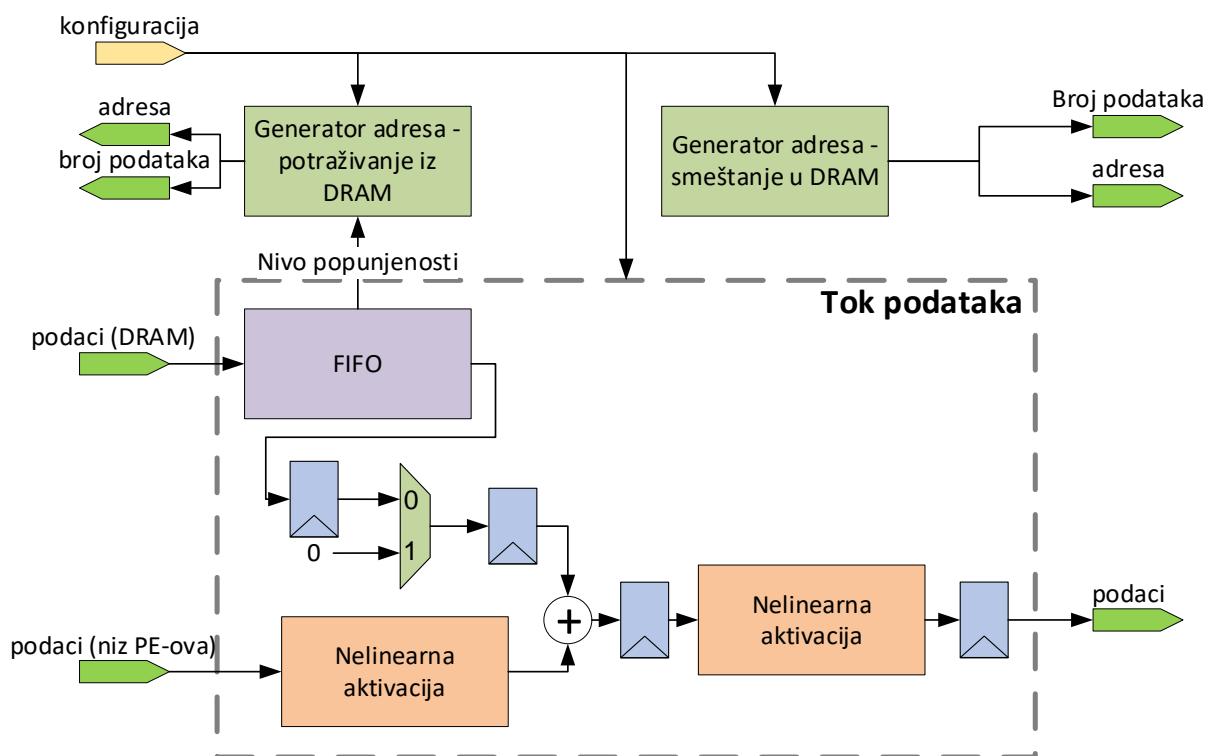 konfiguracija
adresa
broj podataka
Generator adresa -
potraživanje iz
DRAM
Generator adresa -
smeštanje u DRAM
Broj podataka
adresa
Nivo popunjenosti
Tok podataka
podaci (DRAM)
FIFO
0
0
1
+
podaci (niz PE-ova)
Nelinearna
aktivacija
Nelinearna
aktivacija
podaci